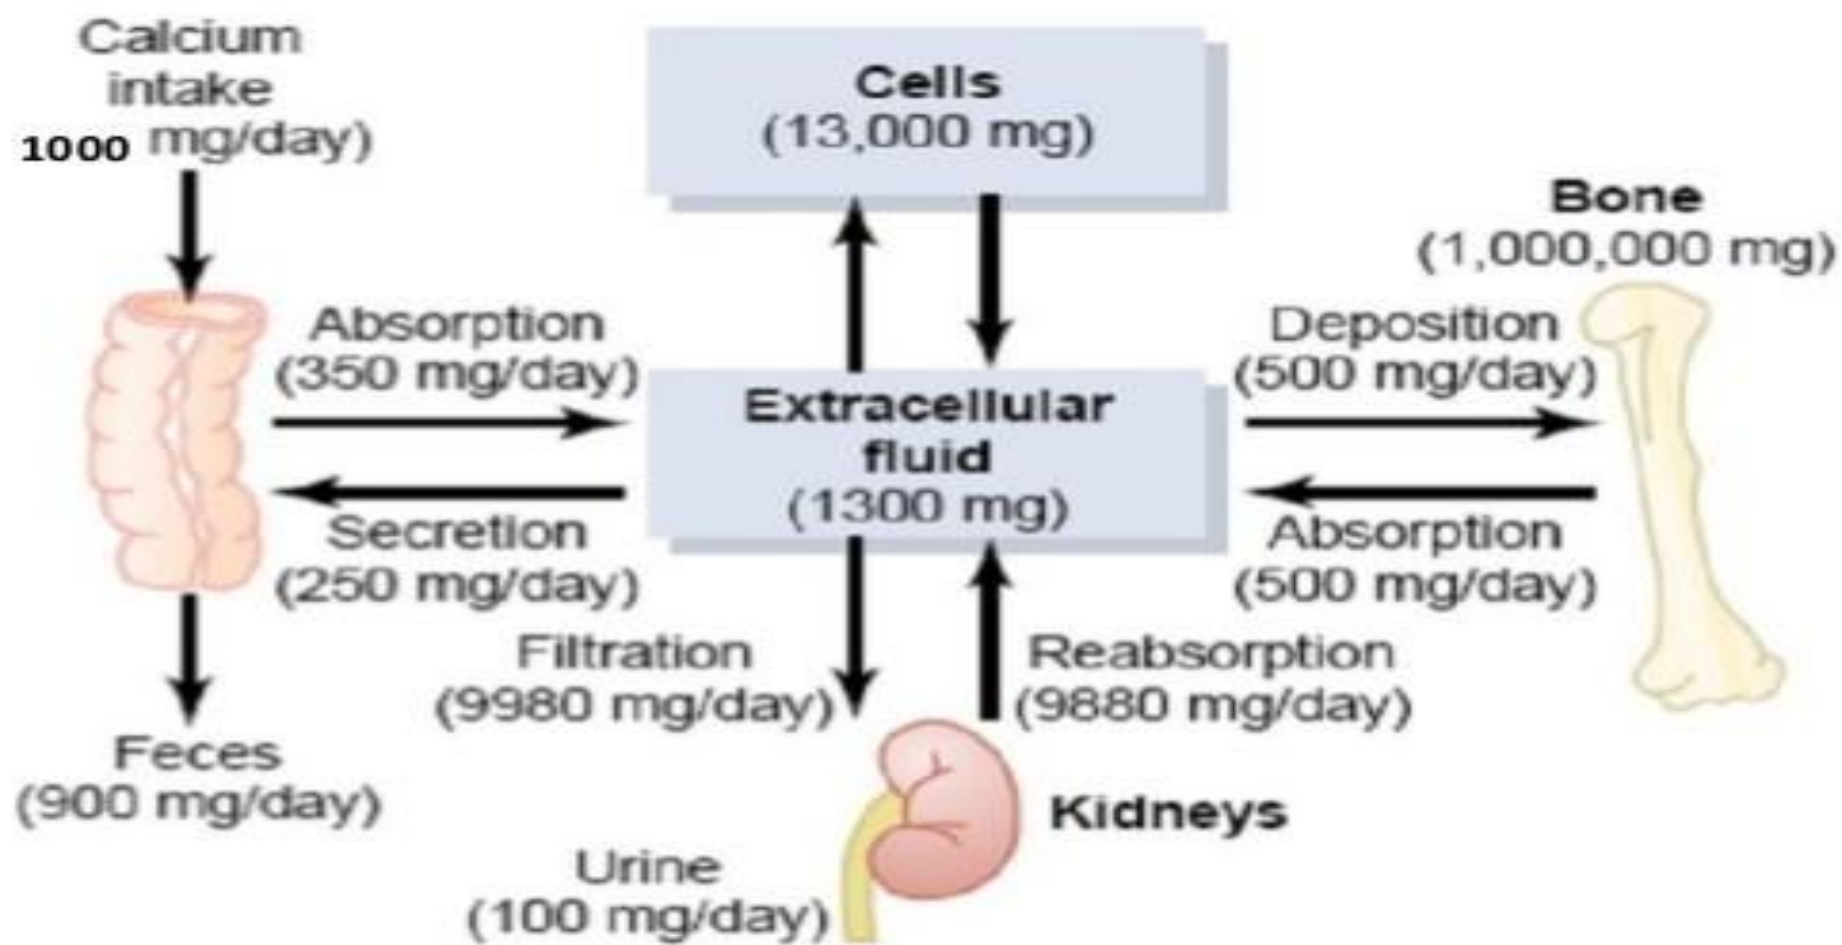 Calcium
intake
1000 mg/day)
Cells
(13,000 mg)
Bone
(1,000,000 mg)
Absorption
(350 mg/day)
Deposition
(500 mg/day)
Extracellular
fluid
(1300 mg)
Secretion
(250 mg/day)
Absorption
(500 mg/day)
Filtration
(9980 mg/day)
Reabsorption
(9880 mg/day)
Feces
(900 mg/day)
Kidneys
Urine
(100 mg/day)